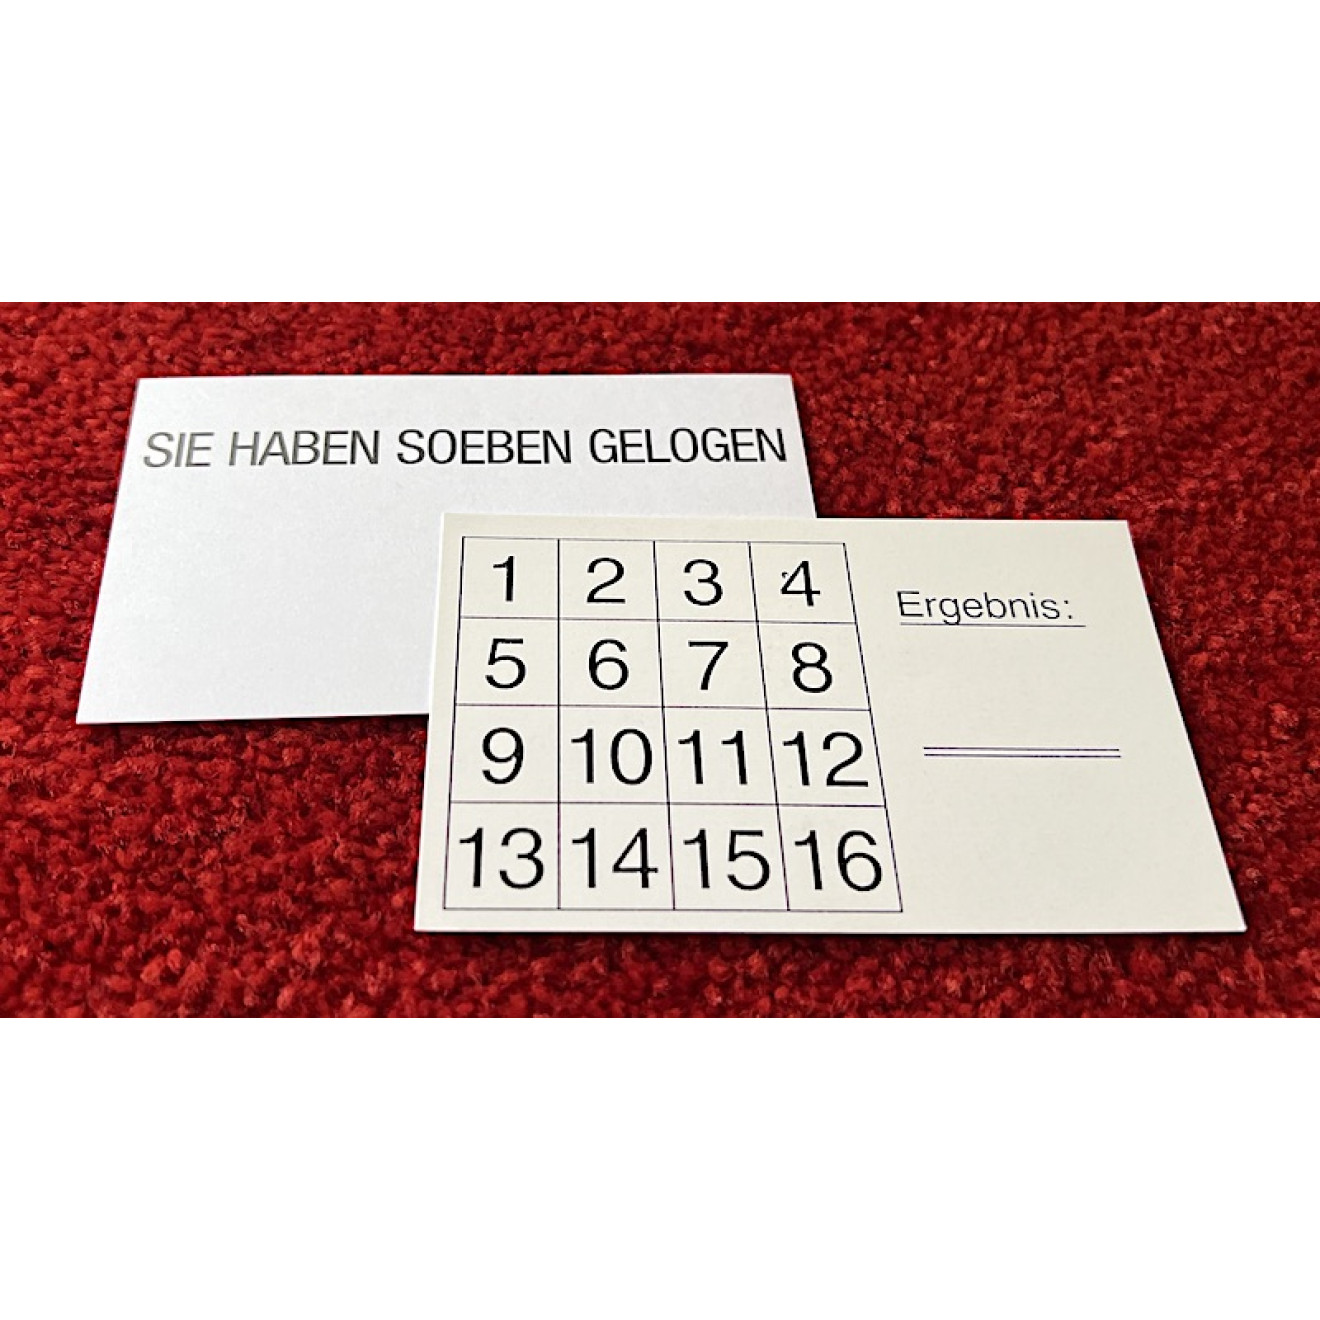 SIE HABEN SOEBEN GELOGEN
1 2 3 4
5 6 7 8
9 10 11 12
13 14 15 16
Ergebnis: